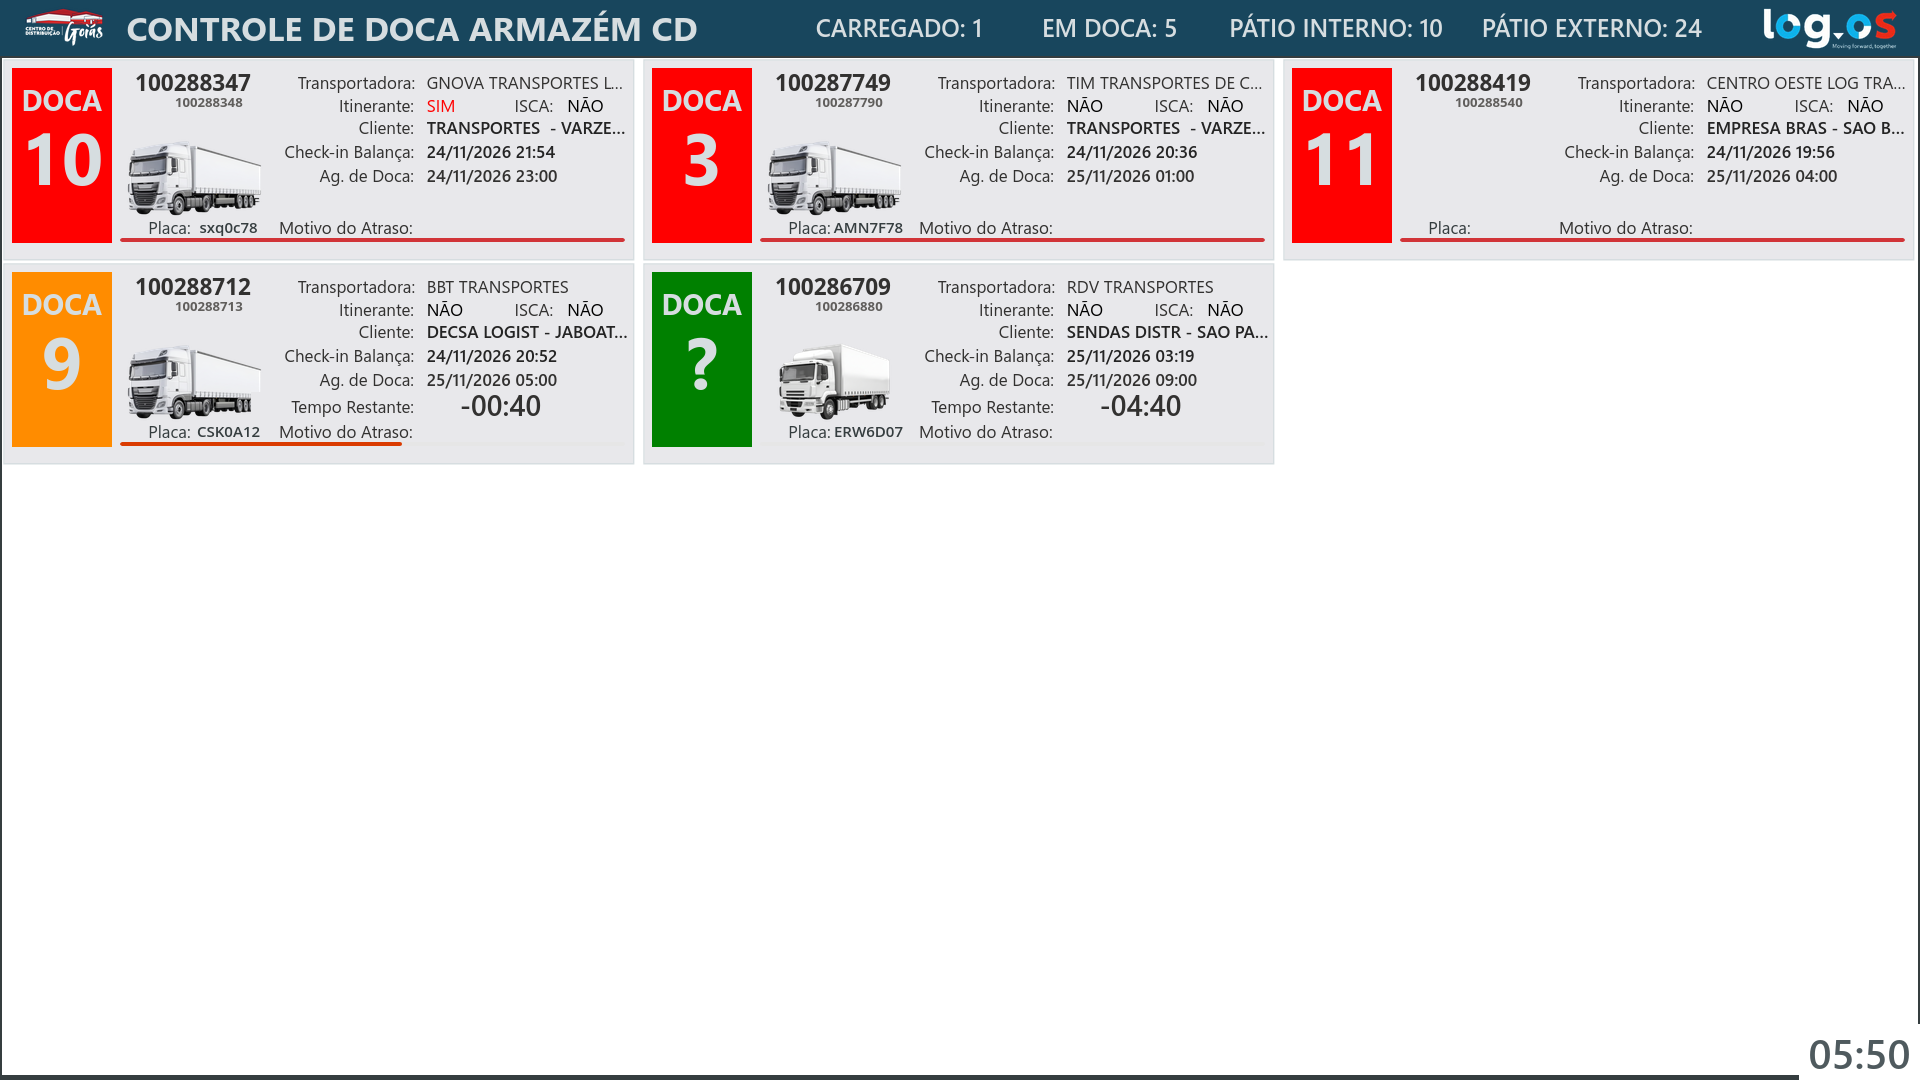 CENTRO DE DISTRIBUIÇÃO Goiás
CONTROLE DE DOCA ARMAZÉM CD
CARREGADO: 1
EM DOCA: 5
PÁTIO INTERNO: 10
PÁTIO EXTERNO: 24
log.os
Moving forward, together
DOCA
10
100288347
100288348
Transportadora: GNOVA TRANSPORTES L...
Itinerante: SIM ISCA: NÃO
Cliente: TRANSPORTES - VARZE...
Check-in Balança: 24/11/2026 21:54
Ag. de Doca: 24/11/2026 23:00
Placa: sxq0c78 Motivo do Atraso:
DOCA
3
100287749
100287790
Transportadora: TIM TRANSPORTES DE C...
Itinerante: NÃO ISCA: NÃO
Cliente: TRANSPORTES - VARZE...
Check-in Balança: 24/11/2026 20:36
Ag. de Doca: 25/11/2026 01:00
Placa: AMN7F78 Motivo do Atraso:
DOCA
11
100288419
100288540
Transportadora: CENTRO OESTE LOG TRA...
Itinerante: NÃO ISCA: NÃO
Cliente: EMPRESA BRAS - SAO B...
Check-in Balança: 24/11/2026 19:56
Ag. de Doca: 25/11/2026 04:00
Placa: Motivo do Atraso:
DOCA
9
100288712
100288713
Transportadora: BBT TRANSPORTES
Itinerante: NÃO ISCA: NÃO
Cliente: DECSA LOGIST - JABOAT...
Check-in Balança: 24/11/2026 20:52
Ag. de Doca: 25/11/2026 05:00
Tempo Restante: -00:40
Placa: CSK0A12 Motivo do Atraso:
DOCA
?
100286709
100286880
Transportadora: RDV TRANSPORTES
Itinerante: NÃO ISCA: NÃO
Cliente: SENDAS DISTR - SAO PA...
Check-in Balança: 25/11/2026 03:19
Ag. de Doca: 25/11/2026 09:00
Tempo Restante: -04:40
Placa: ERW6D07 Motivo do Atraso:
05:50